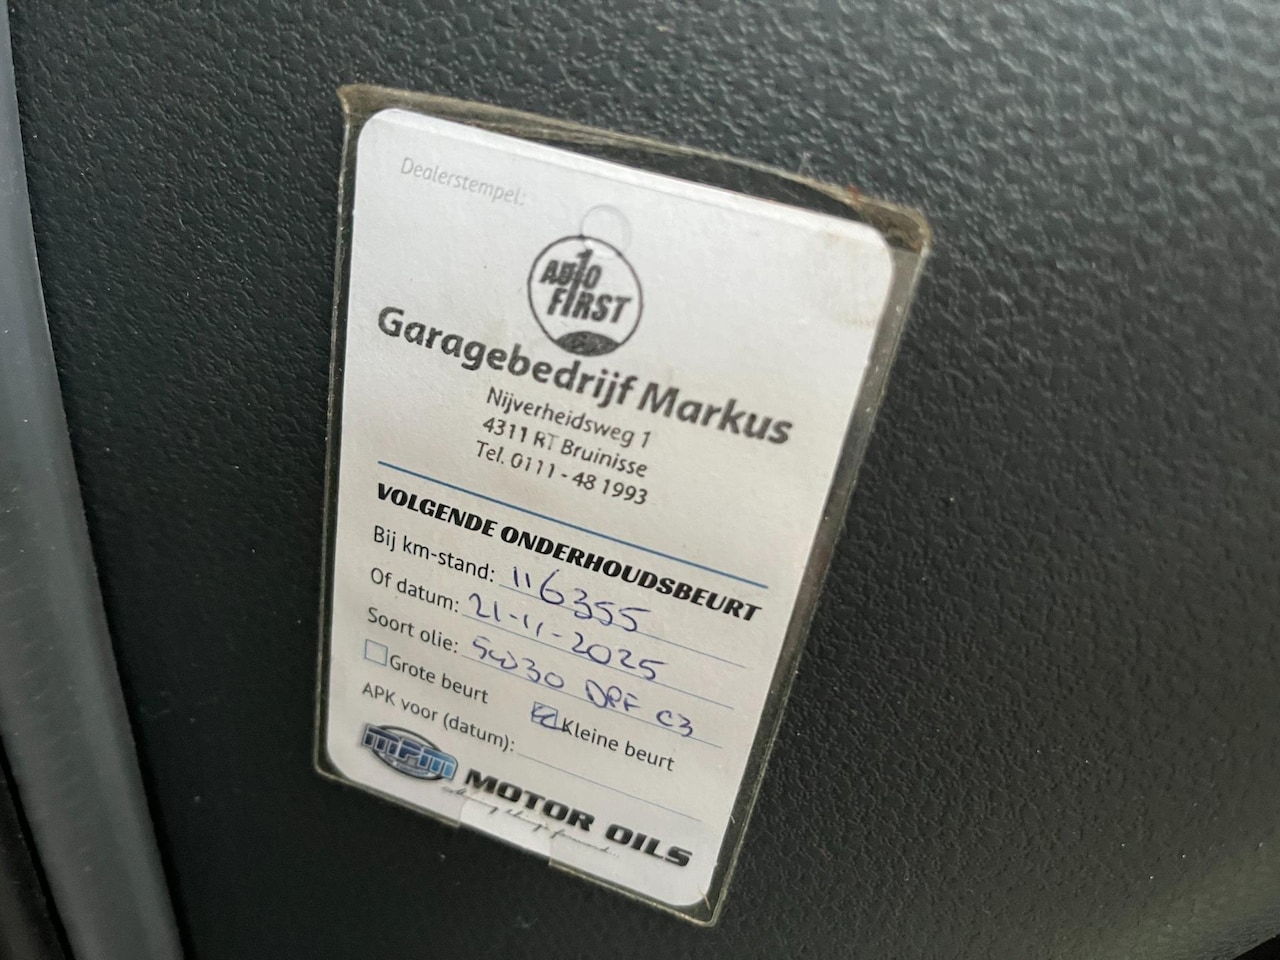 Dealerstempel:
AUTO
FIRST
Garagebedrijf Markus
Nijverheidsweg 1
4311 RT Bruinisse
Tel. 0111 - 48 1993
VOLGENDE ONDERHOUDSBEURT
Bij km-stand: 116355
Of datum: 21-11-2025
Soort olie: 5W30 DPF C3
Grote beurt
Kleine beurt
APK voor (datum):
MPM MOTOR OILS